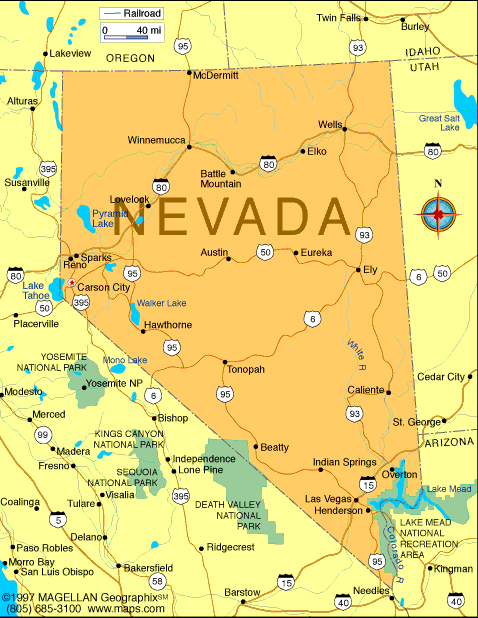 Railroad
0 40 mi
Twin Falls
Burley
95
93
Lakeview
OREGON
IDAHO
UTAH
McDermitt
Alturas
Great Salt
Lake
Wells
Winnemucca
80
Elko
80
395
Battle
Mountain
Susanville
80
N
Lovelock
NEVADA
Pyramid
Lake
93
Austin
50
Eureka
Sparks
Reno
95
Ely
80
6
50
Lake
Tahoe
Carson City
50
395
Walker Lake
Placerville
6
Hawthorne
95
White R
YOSEMITE
NATIONAL PARK
Mono Lake
Tonopah
Yosemite NP
Modesto
6
95
Caliente
Cedar City
93
Merced
Bishop
St. George
99
KINGS CANYON
NATIONAL PARK
ARIZONA
Madera
Beatty
Fresno
Independence
Lone Pine
Indian Springs
Overton
SEQUOIA
NATIONAL PARK
15
Visalia
395
Las Vegas
Lake Mead
Coalinga
Tulare
DEATH VALLEY
NATIONAL
PARK
Henderson
5
LAKE MEAD
NATIONAL
RECREATION
AREA
Delano
Paso Robles
Ridgecrest
Colorado R
Morro Bay
Bakersfield
95
San Luis Obispo
58
15
Kingman
Barstow
Needles
©1997 MAGELLAN Geographix℠
(805) 685-3100 www.maps.com
40
40